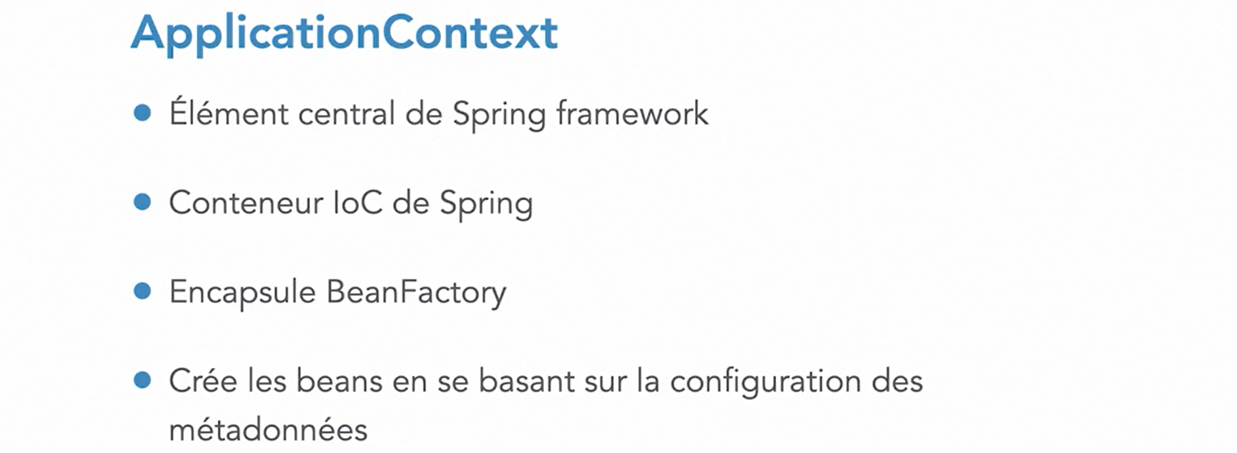 ApplicationContext
Élément central de Spring framework
Conteneur IoC de Spring
Encapsule BeanFactory
Crée les beans en se basant sur la configuration des
métadonnées